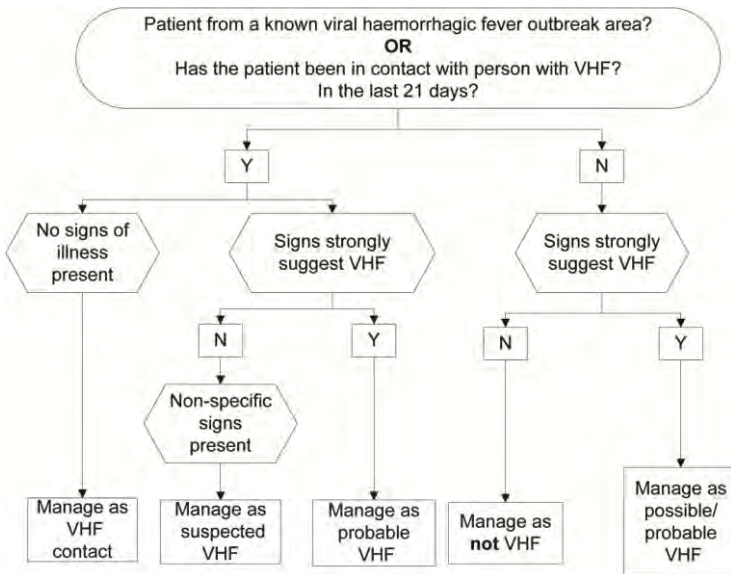 Patient from a known viral haemorrhagic fever outbreak area?
OR
Has the patient been in contact with person with VHF?
In the last 21 days?
Y
N
No signs of
illness
present
Signs strongly
suggest VHF
Signs strongly
suggest VHF
N
Y
N
Y
Non-specific
signs
present
Manage as
VHF
contact
Manage as
suspected
VHF
Manage as
probable
VHF
Manage as
not VHF
Manage as
possible/
probable
VHF